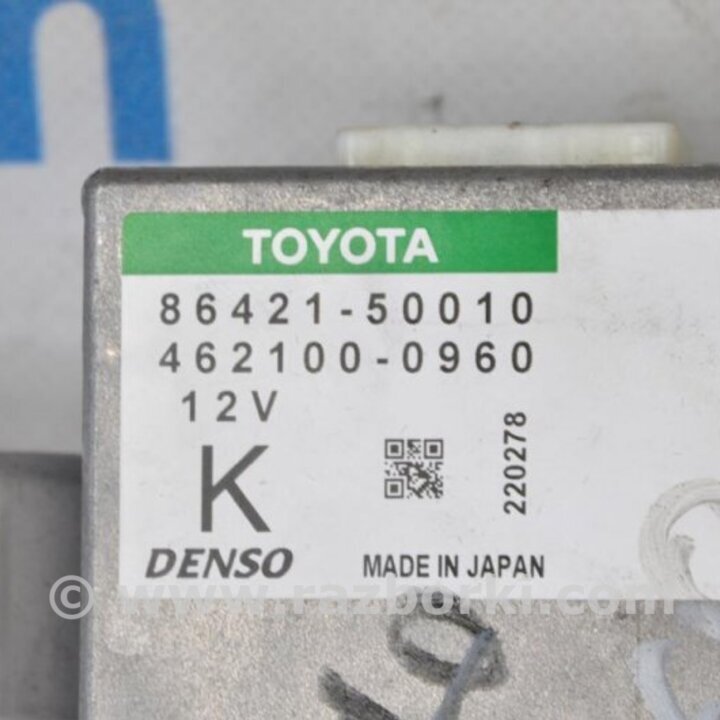 TOYOTA
86421-50010
462100-0960
12V
K
220278
DENSO
MADE IN JAPAN
© www.razborki.com